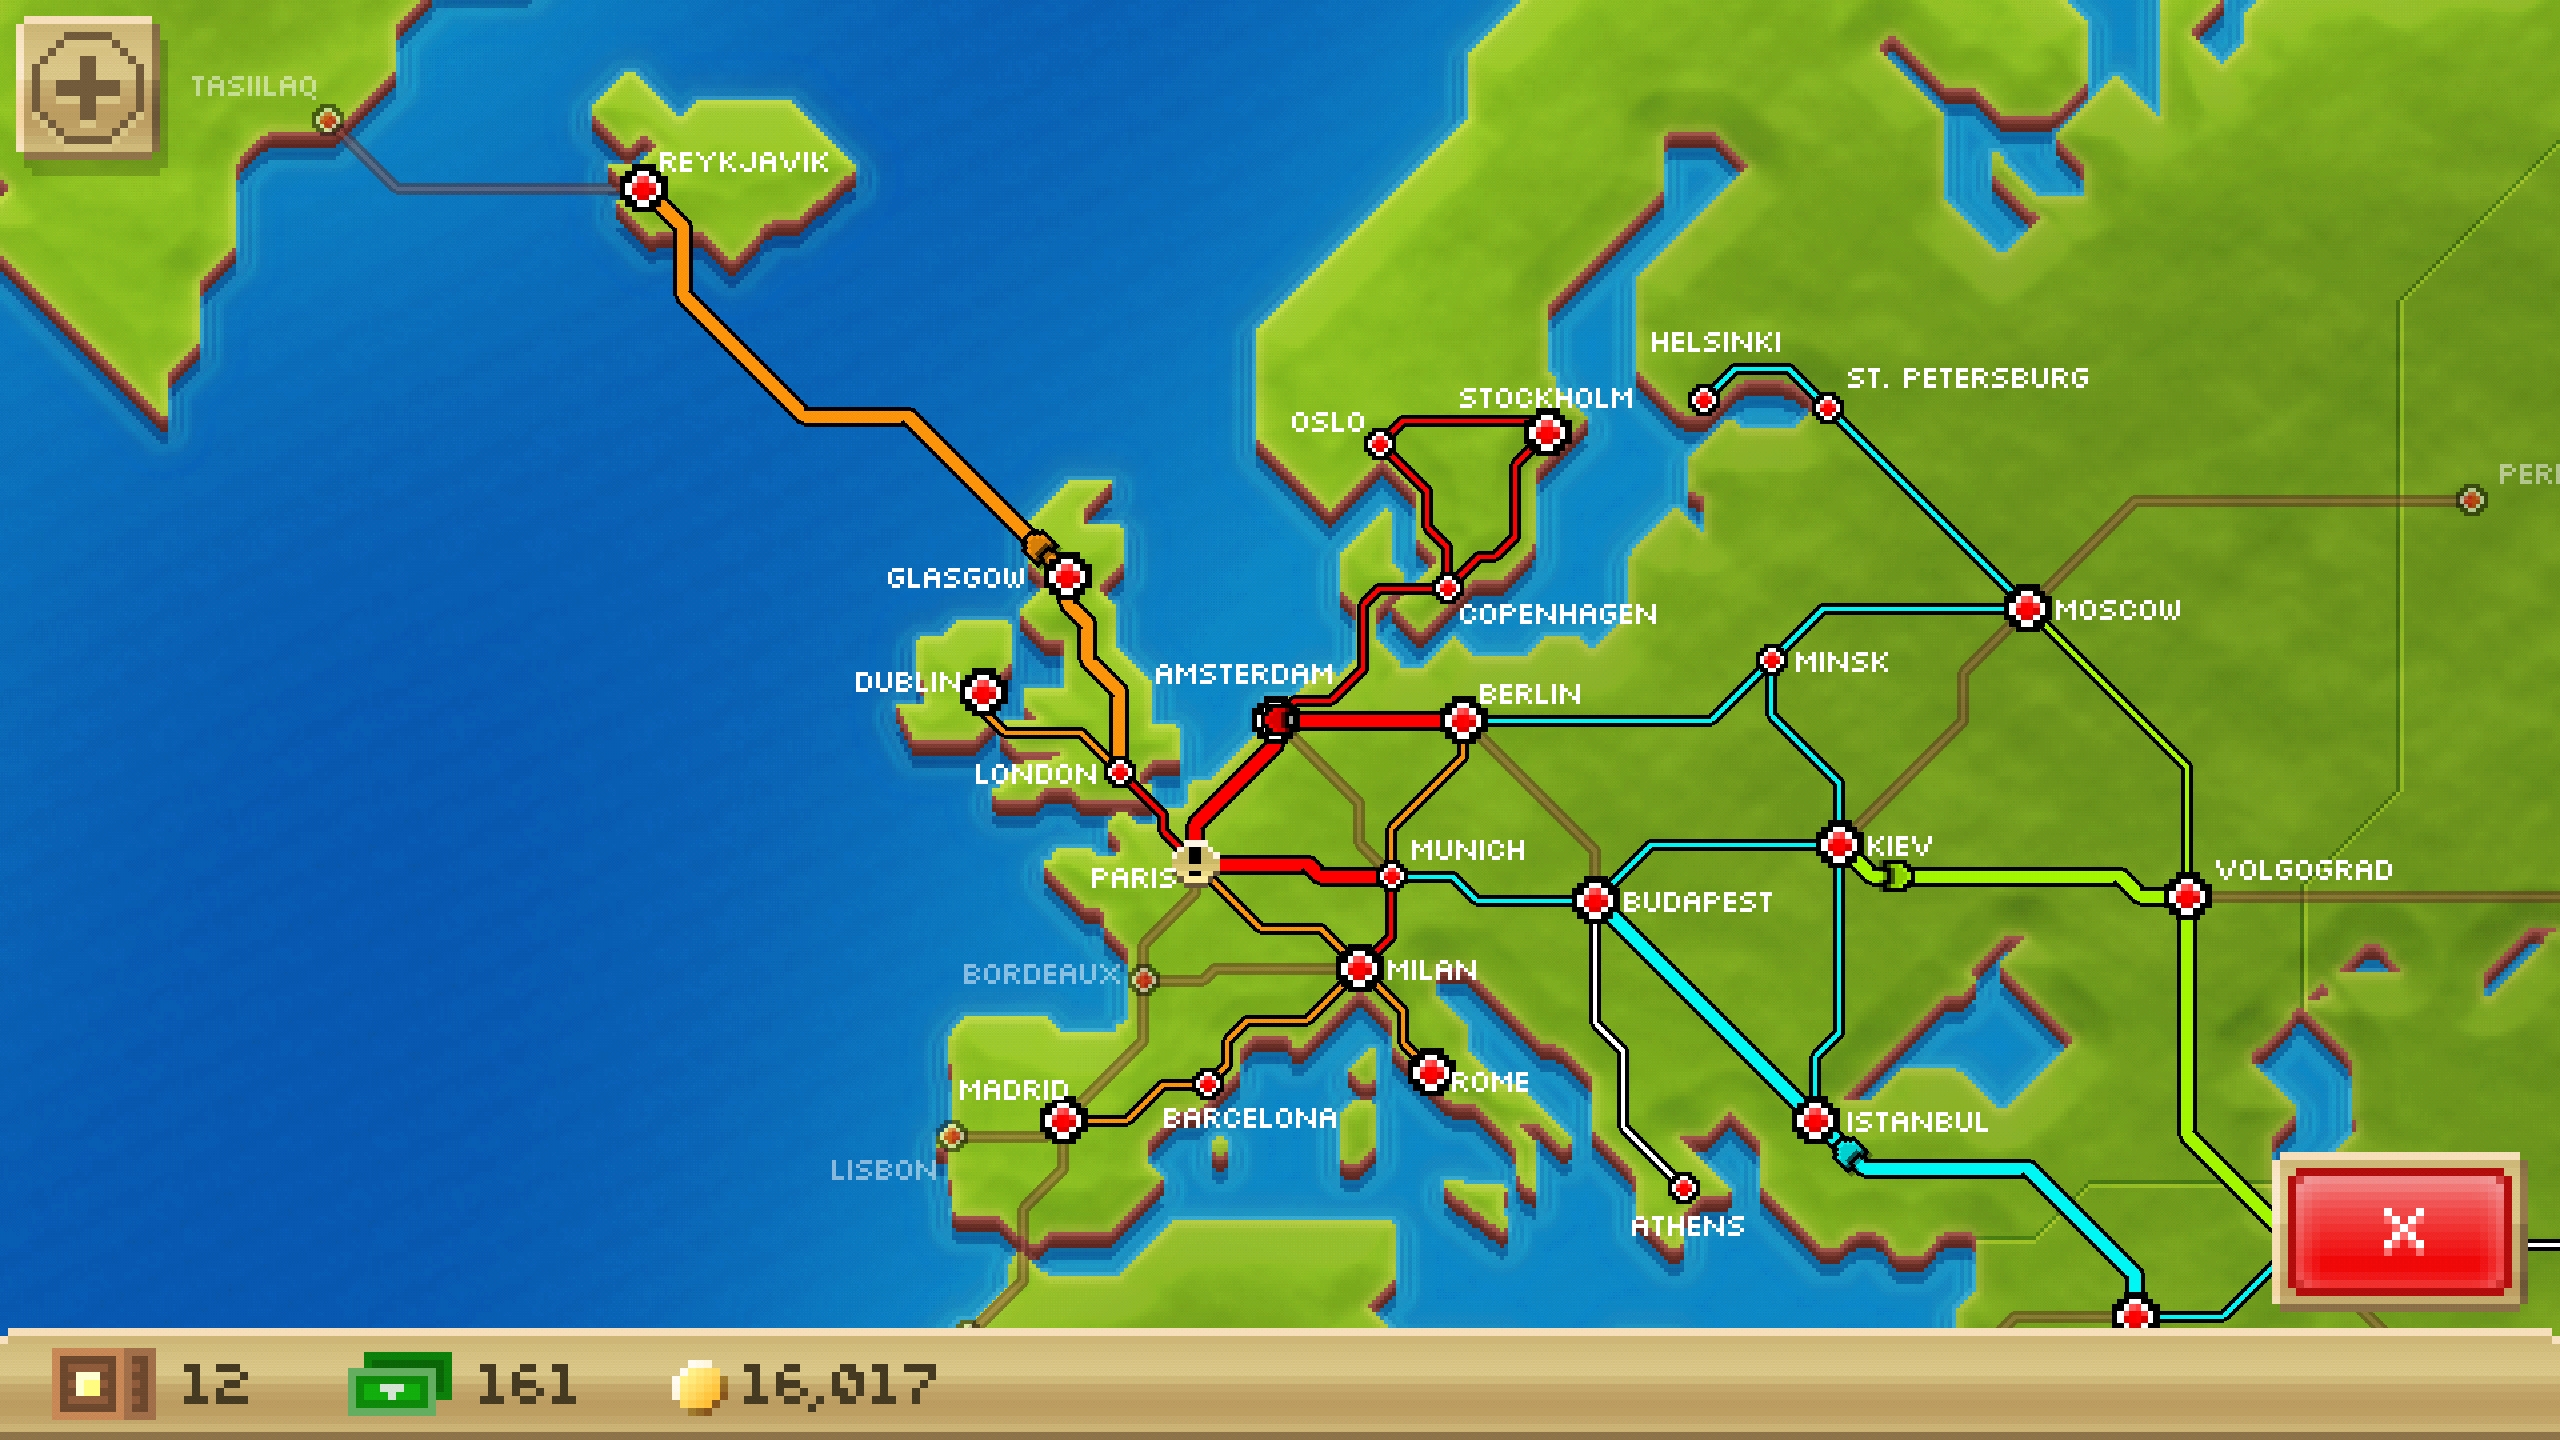 TASIILAQ
REYKJAVIK
HELSINKI
ST. PETERSBURG
STOCKHOLM
OSLO
PERM
GLASGOW
COPENHAGEN
MOSCOW
MINSK
AMSTERDAM
DUBLIN
BERLIN
LONDON
MUNICH
KIEV
VOLGOGRAD
PARIS
BUDAPEST
BORDEAUX
MILAN
MADRID
ROME
BARCELONA
ISTANBUL
LISBON
ATHENS
X
12
161
16,017